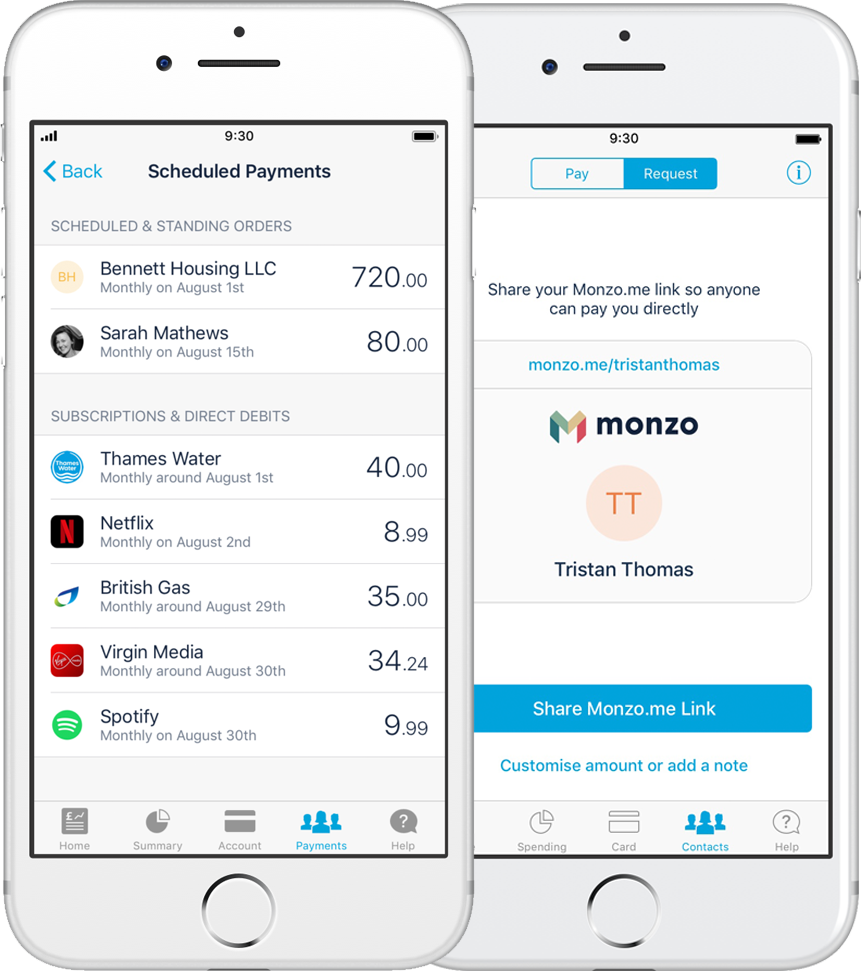 9:30
Back
Scheduled Payments
SCHEDULED & STANDING ORDERS
BH
Bennett Housing LLC
720.00
Monthly on August 1st
Sarah Mathews
80.00
Monthly on August 15th
SUBSCRIPTIONS & DIRECT DEBITS
Thames Water
Thames Water
40.00
Monthly around August 1st
N
Netflix
8.99
Monthly on August 2nd
British Gas
35.00
Monthly around August 29th
Virgin
Virgin Media
34.24
Monthly around August 30th
Spotify
9.99
Monthly on August 30th
£
Home
Summary
Account
Payments
?
Help
9:30
Pay
Request
i
Share your Monzo.me link so anyone
can pay you directly
monzo.me/tristanthomas
monzo
TT
Tristan Thomas
Share Monzo.me Link
Customise amount or add a note
Spending
Card
Contacts
?
Help